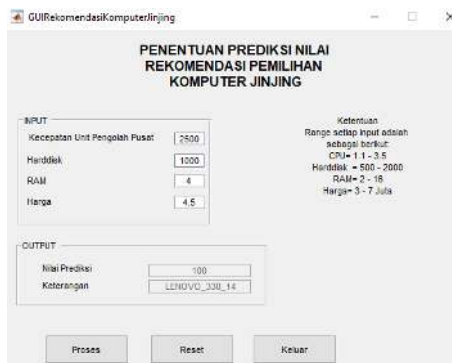 GUIRekomendasiKomputerJinjing
PENENTUAN PREDIKSI NILAI
REKOMENDASI PEMILIHAN
KOMPUTER JINJING
INPUT
Kecepatan Unit Pengolah Pusat 2500
Harddisk 1000
RAM 4
Harga 4.5
Ketentuan
Range setiap input adalah
sebagai berikut:
CPU= 1.1 - 3.5
Harddisk = 500 - 2000
RAM= 2 - 16
Harga= 3 - 7 Juta
OUTPUT
Nilai Prediksi 100
Keterangan LENOVO_330_14
Proses Reset Keluar